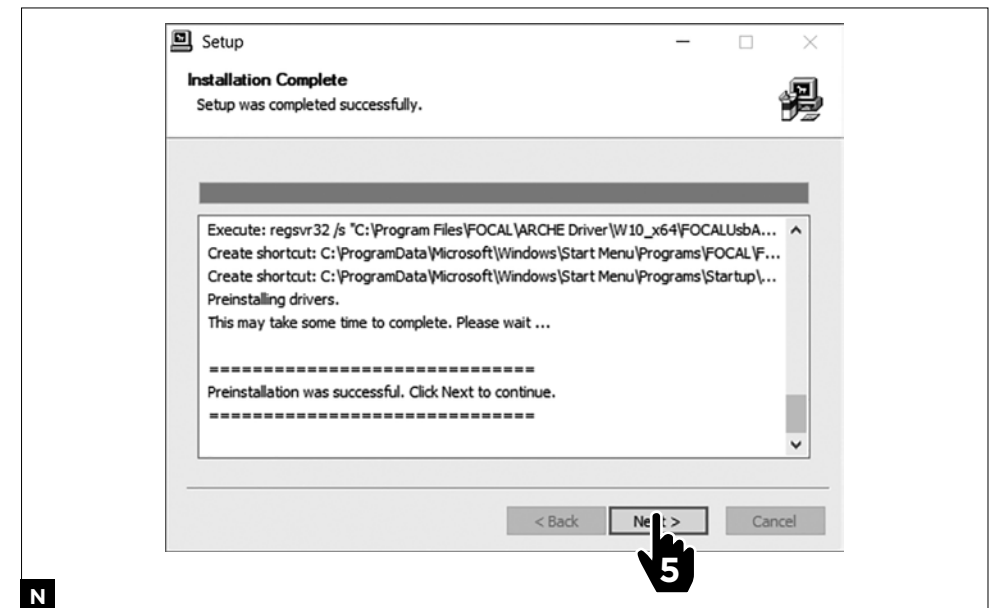 Setup
Installation Complete
Setup was completed successfully.
Execute: regsvr32 /s "C:\Program Files\FOCAL\ARCHE Driver\W10_x64\FOCALUsbA...
Create shortcut: C:\ProgramData\Microsoft\Windows\Start Menu\Programs\FOCAL\F...
Create shortcut: C:\ProgramData\Microsoft\Windows\Start Menu\Programs\Startup\...
Preinstalling drivers.
This may take some time to complete. Please wait ...
==============================
Preinstallation was successful. Click Next to continue.
==============================
< Back Next > Cancel
5
N